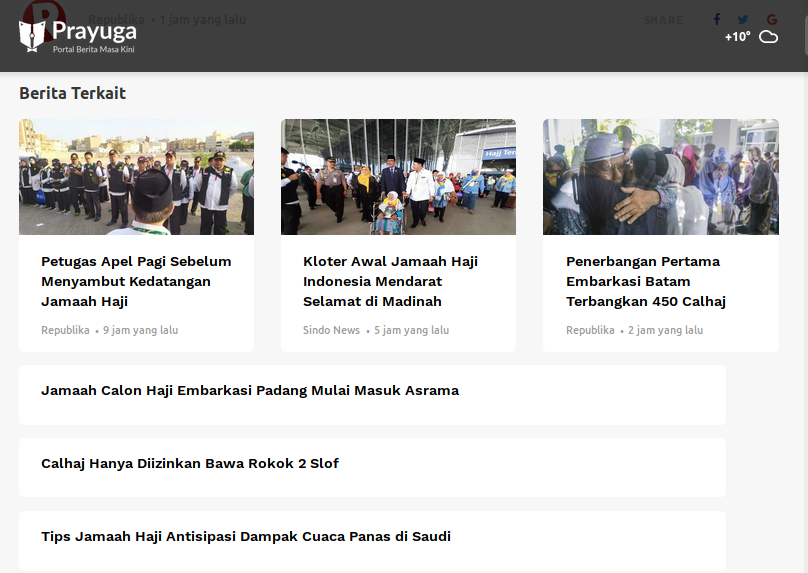 Republika • 1 jam yang lalu
SHARE
Prayuga
Portal Berita Masa Kini
+10°
Berita Terkait
Hajj Ter
Petugas Apel Pagi Sebelum
Menyambut Kedatangan
Jamaah Haji
Republika • 9 jam yang lalu
Kloter Awal Jamaah Haji
Indonesia Mendarat
Selamat di Madinah
Sindo News • 5 jam yang lalu
Penerbangan Pertama
Embarkasi Batam
Terbangkan 450 Calhaj
Republika • 2 jam yang lalu
Jamaah Calon Haji Embarkasi Padang Mulai Masuk Asrama
Calhaj Hanya Diizinkan Bawa Rokok 2 Slof
Tips Jamaah Haji Antisipasi Dampak Cuaca Panas di Saudi